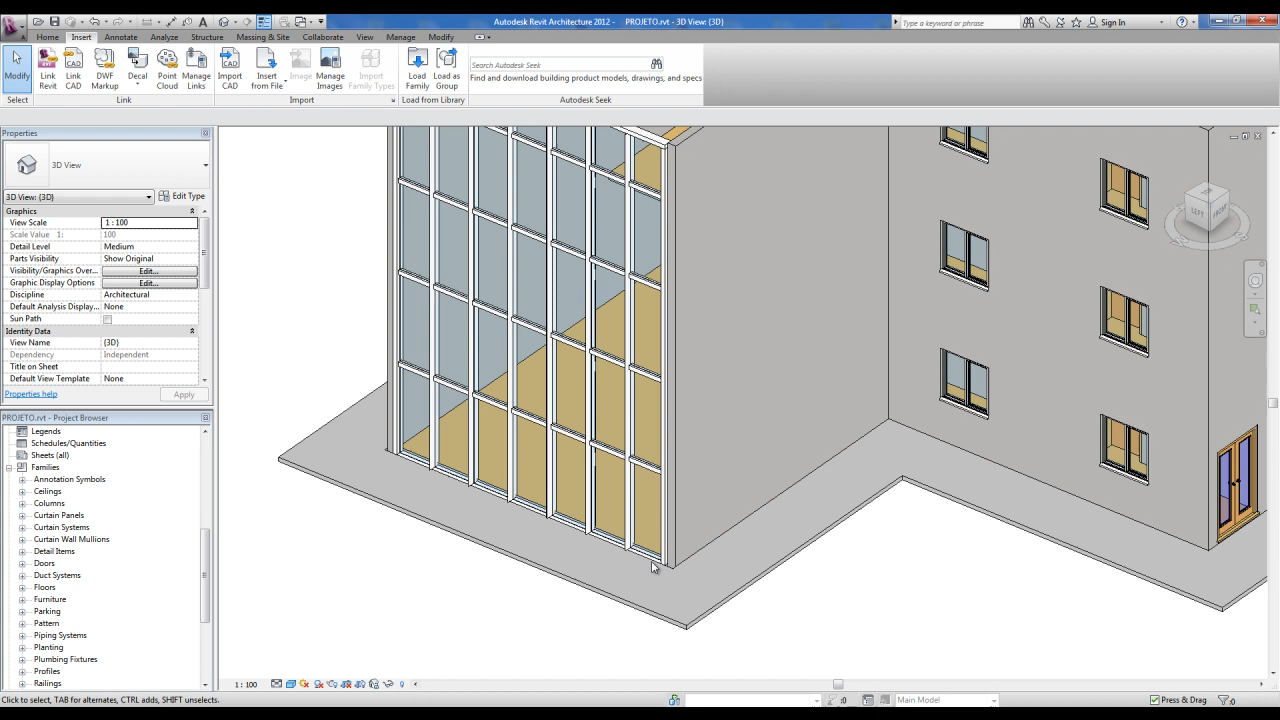 Autodesk Revit Architecture 2012 - PROJETO.rvt - 3D View: {3D}
Type a keyword or phrase
Sign In
Home Insert Annotate Analyze Structure Massing & Site Collaborate View Manage Modify
Modify
Link Revit
Link CAD
DWF Markup
Decal
Point Cloud
Manage Links
Import CAD
Insert from File
Image
Manage Images
Import Family Types
Load Family
Load as Group
Search Autodesk Seek
Find and download building product models, drawings, and specs
Select Link Import Load from Library Autodesk Seek
Properties
3D View
3D View: {3D} Edit Type
Graphics
View Scale 1 : 100
Scale Value 1: 100
Detail Level Medium
Parts Visibility Show Original
Visibility/Graphics Over... Edit...
Graphic Display Options Edit...
Discipline Architectural
Default Analysis Display... None
Sun Path
Identity Data
View Name {3D}
Dependency Independent
Title on Sheet
Default View Template None
Properties help Apply
PROJETO.rvt - Project Browser
Legends
Schedules/Quantities
Sheets (all)
Families
Annotation Symbols
Ceilings
Columns
Curtain Panels
Curtain Systems
Curtain Wall Mullions
Detail Items
Doors
Duct Systems
Floors
Furniture
Parking
Pattern
Piping Systems
Planting
Plumbing Fixtures
Profiles
Railings
LEFT FRONT
1 : 100
Click to select, TAB for alternates, CTRL adds, SHIFT unselects.
:0
Main Model
Press & Drag
:0